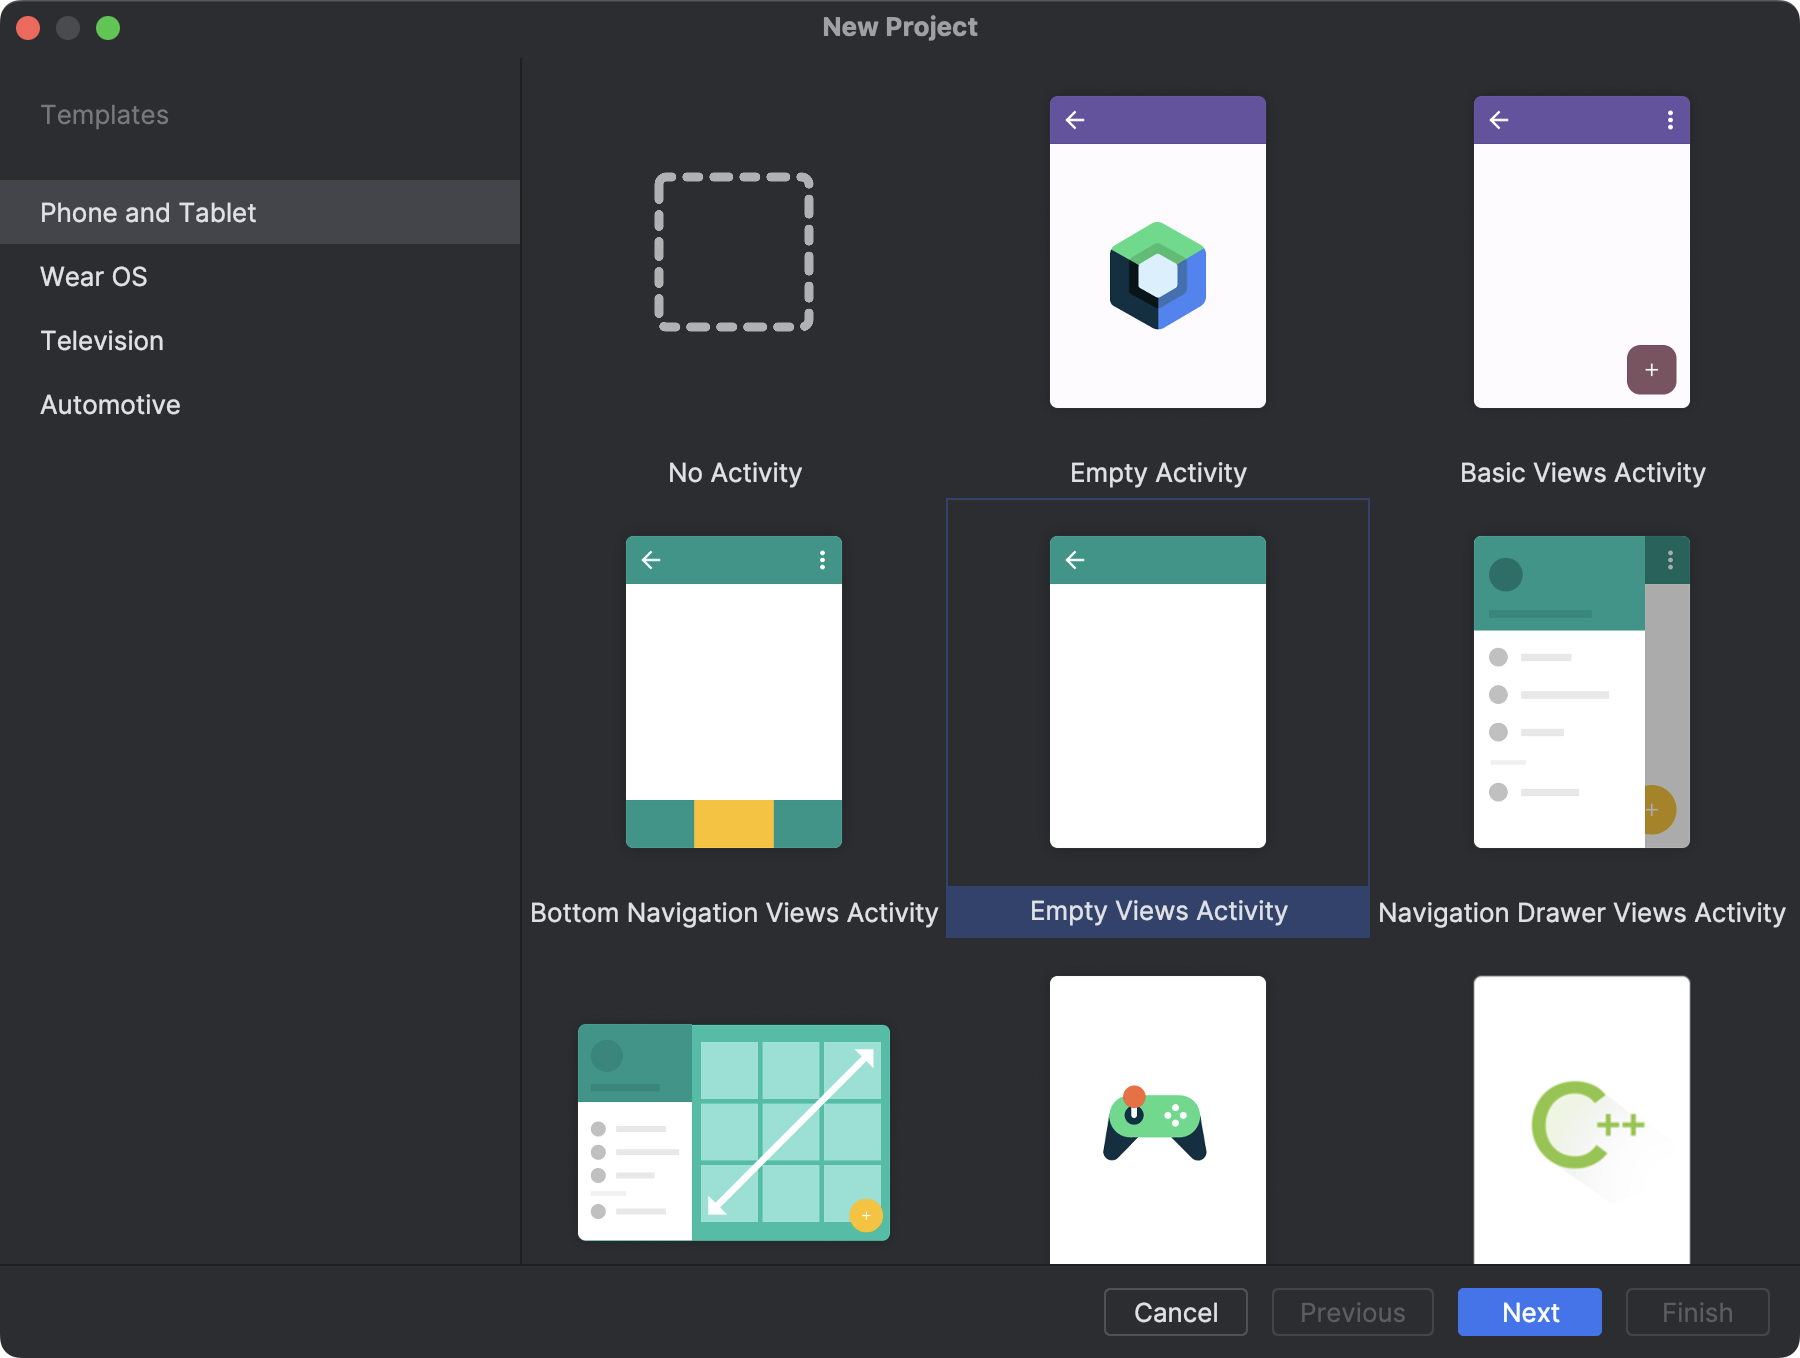 New Project
Templates
Phone and Tablet
Wear OS
Television
Automotive
No Activity
Empty Activity
Basic Views Activity
Bottom Navigation Views Activity
Empty Views Activity
Navigation Drawer Views Activity
C++
Cancel
Previous
Next
Finish